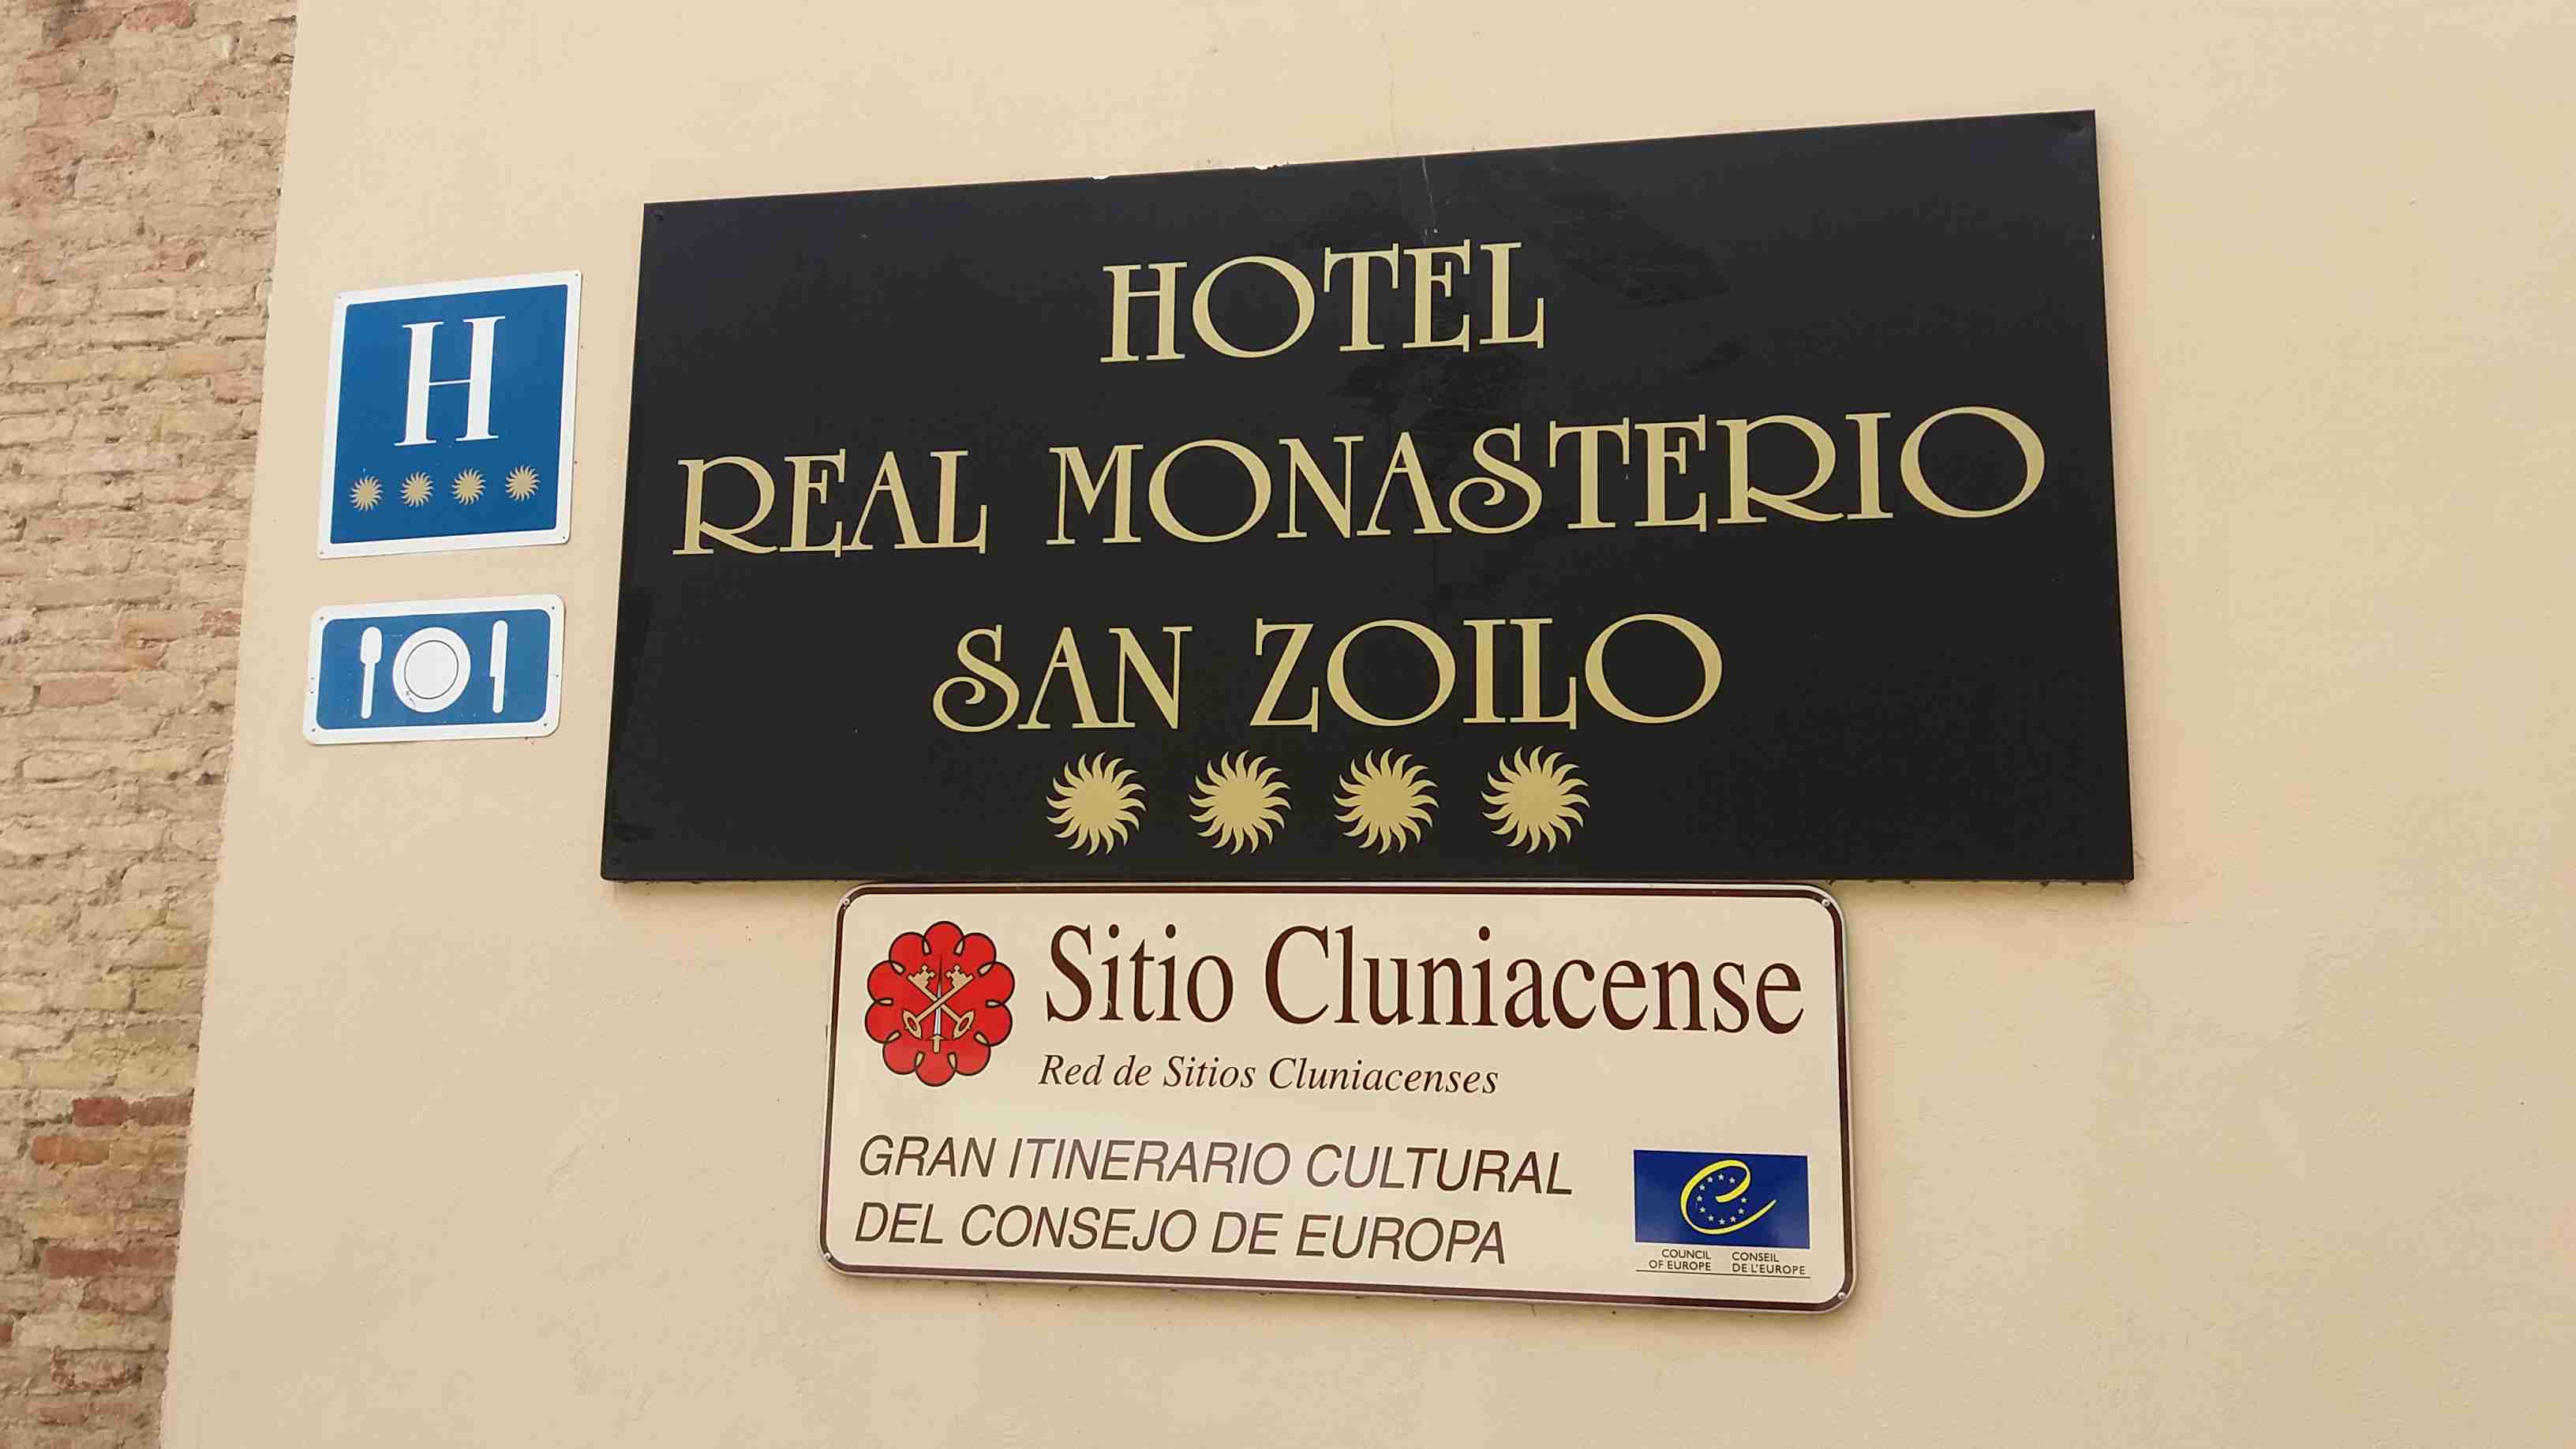 H
HOTEL
REAL MONASTERIO
SAN ZOILO
Sitio Cluniacense
Red de Sitios Cluniacenses
GRAN ITINERARIO CULTURAL
DEL CONSEJO DE EUROPA
COUNCIL CONSEIL
OF EUROPE DE L'EUROPE